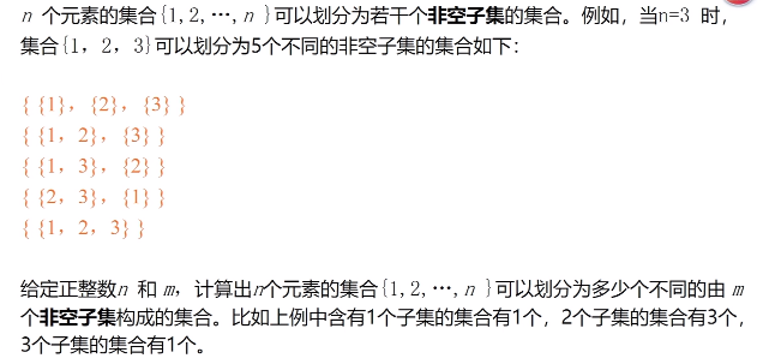 n 个元素的集合{1,2,…,n }可以划分为若干个非空子集的集合。例如，当n=3 时，
集合{1，2，3}可以划分为5个不同的非空子集的集合如下：
{ {1}，{2}，{3} }
{ {1，2}，{3} }
{ {1，3}，{2} }
{ {2，3}，{1} }
{ {1，2，3} }
给定正整数n 和 m，计算出n个元素的集合{1,2,…,n }可以划分为多少个不同的由 m
个非空子集构成的集合。比如上例中含有1个子集的集合有1个，2个子集的集合有3个，
3个子集的集合有1个。